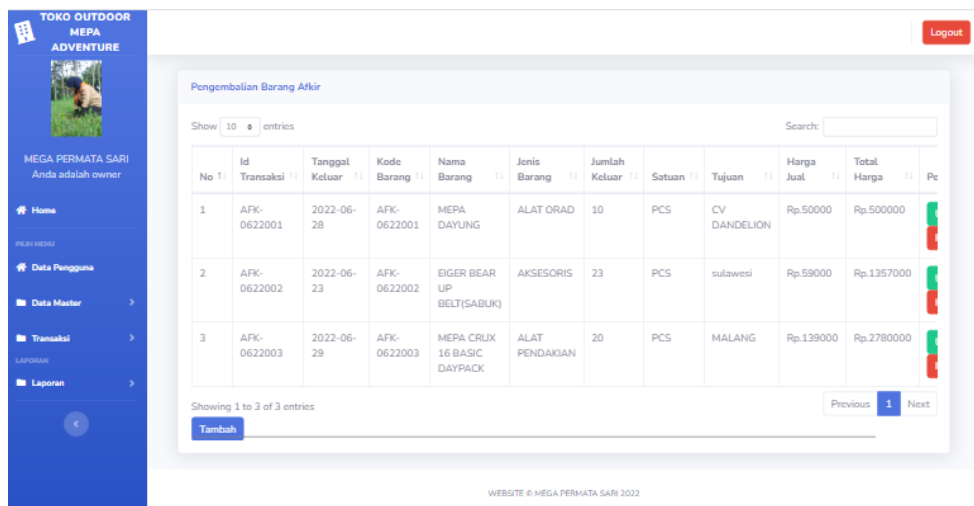 TOKO OUTDOOR
MEPA
ADVENTURE
Logout
MEGA PERMATA SARI
Anda adalah owner
Home
PILIH MENU
Data Pengguna
Data Master
Transaksi
LAPORAN
Laporan
Pengembalian Barang Afkir
Show 10 entries Search:
No Id Transaksi Tanggal Keluar Kode Barang Nama Barang Jenis Barang Jumlah Keluar Satuan Tujuan Harga Jual Total Harga
1 AFK-0622001 2022-06-28 AFK-0622001 MEPA DAYUNG ALAT ORAD 10 PCS CV DANDELION Rp.50000 Rp.500000
2 AFK-0622002 2022-06-23 AFK-0622002 EIGER BEAR UP BELT(SABUK) AKSESORIS 23 PCS sulawesi Rp.59000 Rp.1357000
3 AFK-0622003 2022-06-29 AFK-0622003 MEPA CRUX 16 BASIC DAYPACK ALAT PENDAKIAN 20 PCS MALANG Rp.139000 Rp.2780000
Showing 1 to 3 of 3 entries Previous 1 Next
Tambah
WEBSITE © MEGA PERMATA SARI 2022